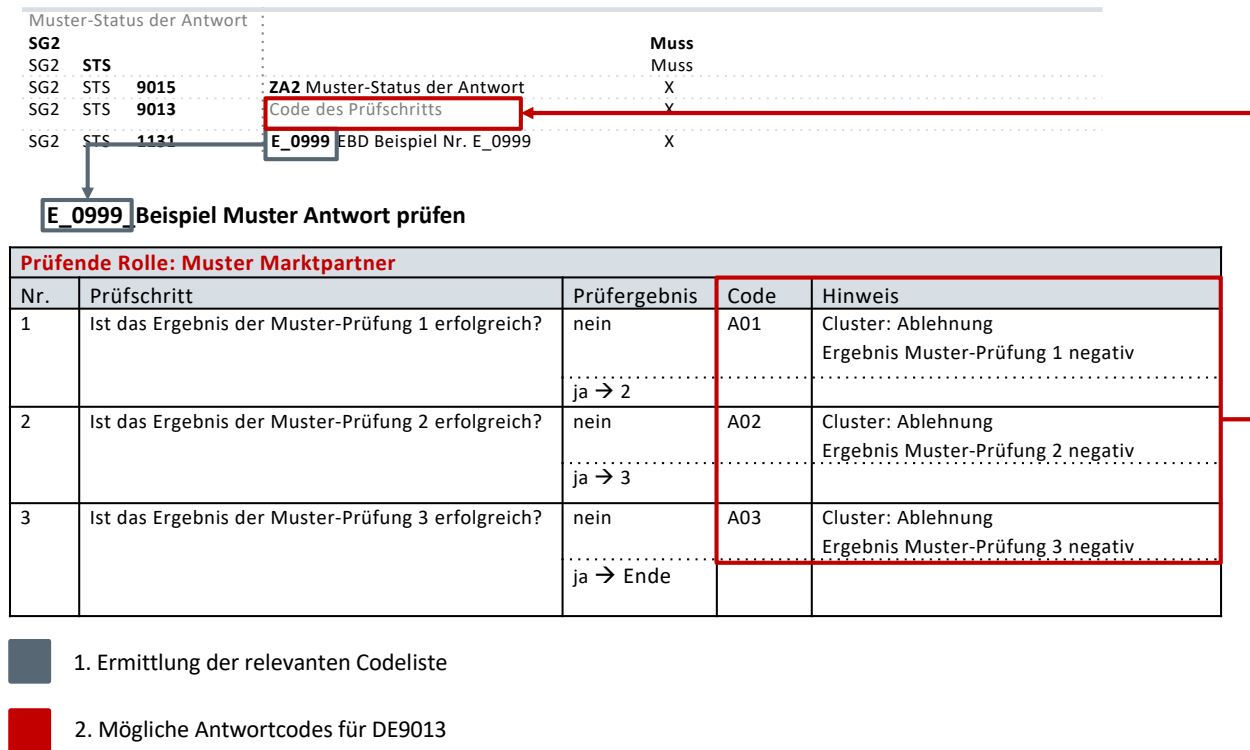 Muster-Status der Antwort
SG2 Muss
SG2 STS Muss
SG2 STS 9015 ZA2 Muster-Status der Antwort X
SG2 STS 9013 Code des Prüfschritts X
SG2 STS 1131 E_0999 EBD Beispiel Nr. E_0999 X
E_0999_Beispiel Muster Antwort prüfen
Prüfende Rolle: Muster Marktpartner
Nr. Prüfschritt Prüfergebnis Code Hinweis
1 Ist das Ergebnis der Muster-Prüfung 1 erfolgreich? nein A01 Cluster: Ablehnung
Ergebnis Muster-Prüfung 1 negativ
ja → 2
2 Ist das Ergebnis der Muster-Prüfung 2 erfolgreich? nein A02 Cluster: Ablehnung
Ergebnis Muster-Prüfung 2 negativ
ja → 3
3 Ist das Ergebnis der Muster-Prüfung 3 erfolgreich? nein A03 Cluster: Ablehnung
Ergebnis Muster-Prüfung 3 negativ
ja → Ende
1. Ermittlung der relevanten Codeliste
2. Mögliche Antwortcodes für DE9013